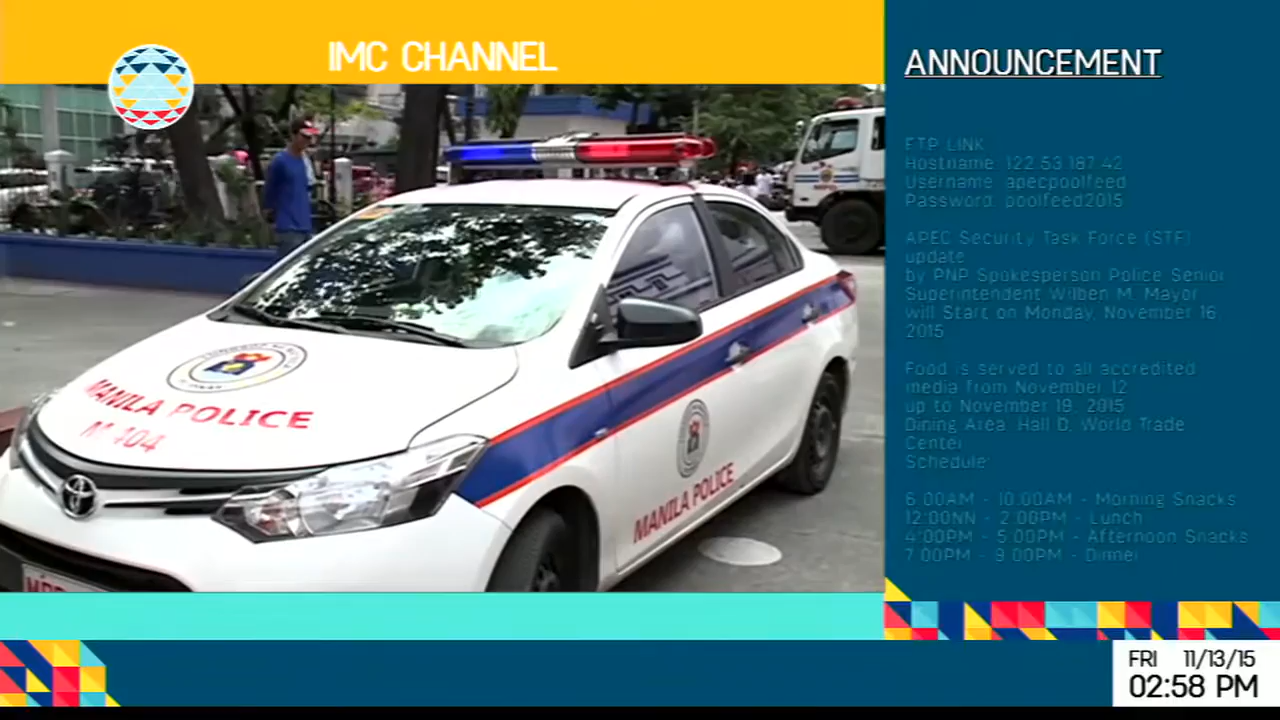 IMC CHANNEL
ANNOUNCEMENT
FTP LINK
Hostname: 122.53.187.42
Username: apecpoolfeed
Password: poolfeed2015
APEC Security Task Force (STF)
update
by PNP Spokesperson Police Senior
Superintendent Wilben M. Mayor
will Start on Monday, November 16,
2015
Food is served to all accredited
media from November 12
up to November 19, 2015
Dining Area, Hall D, World Trade
Center
Schedule:
6:00AM - 10:00AM - Morning Snacks
12:00NN - 2:00PM - Lunch
4:00PM - 5:00PM - Afternoon Snacks
7:00PM - 9:00PM - Dinner
MANILA POLICE
M 404
MANILA POLICE
FRI 11/13/15
02:58 PM